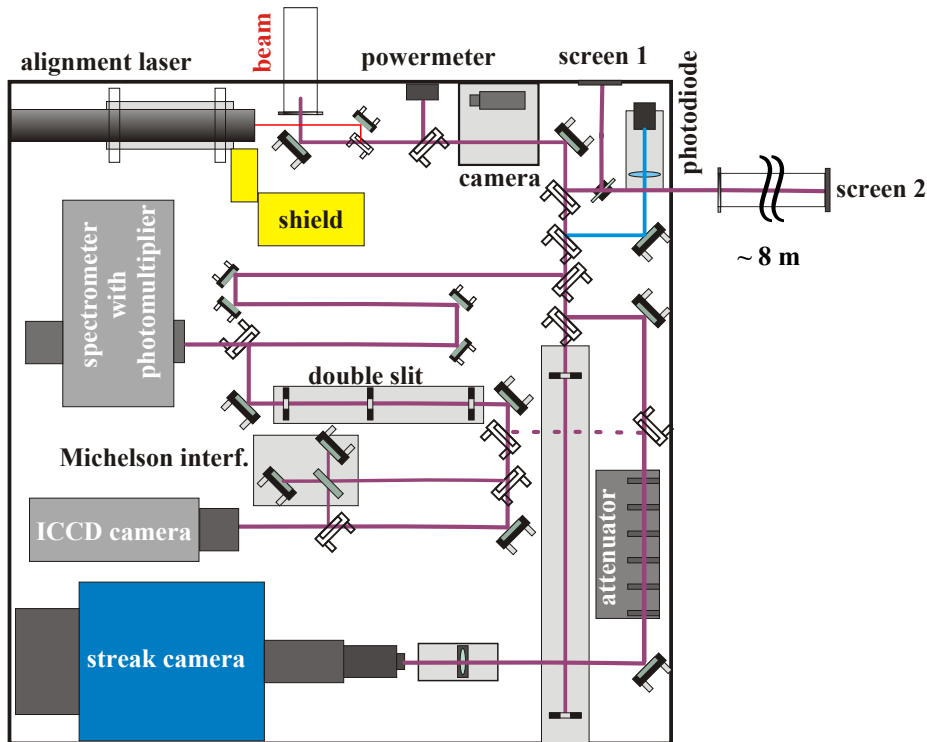 alignment laser
beam
powermeter
screen 1
photodiode
camera
screen 2
shield
~ 8 m
spectrometer
with
photomultiplier
double slit
Michelson interf.
ICCD camera
attenuator
streak camera